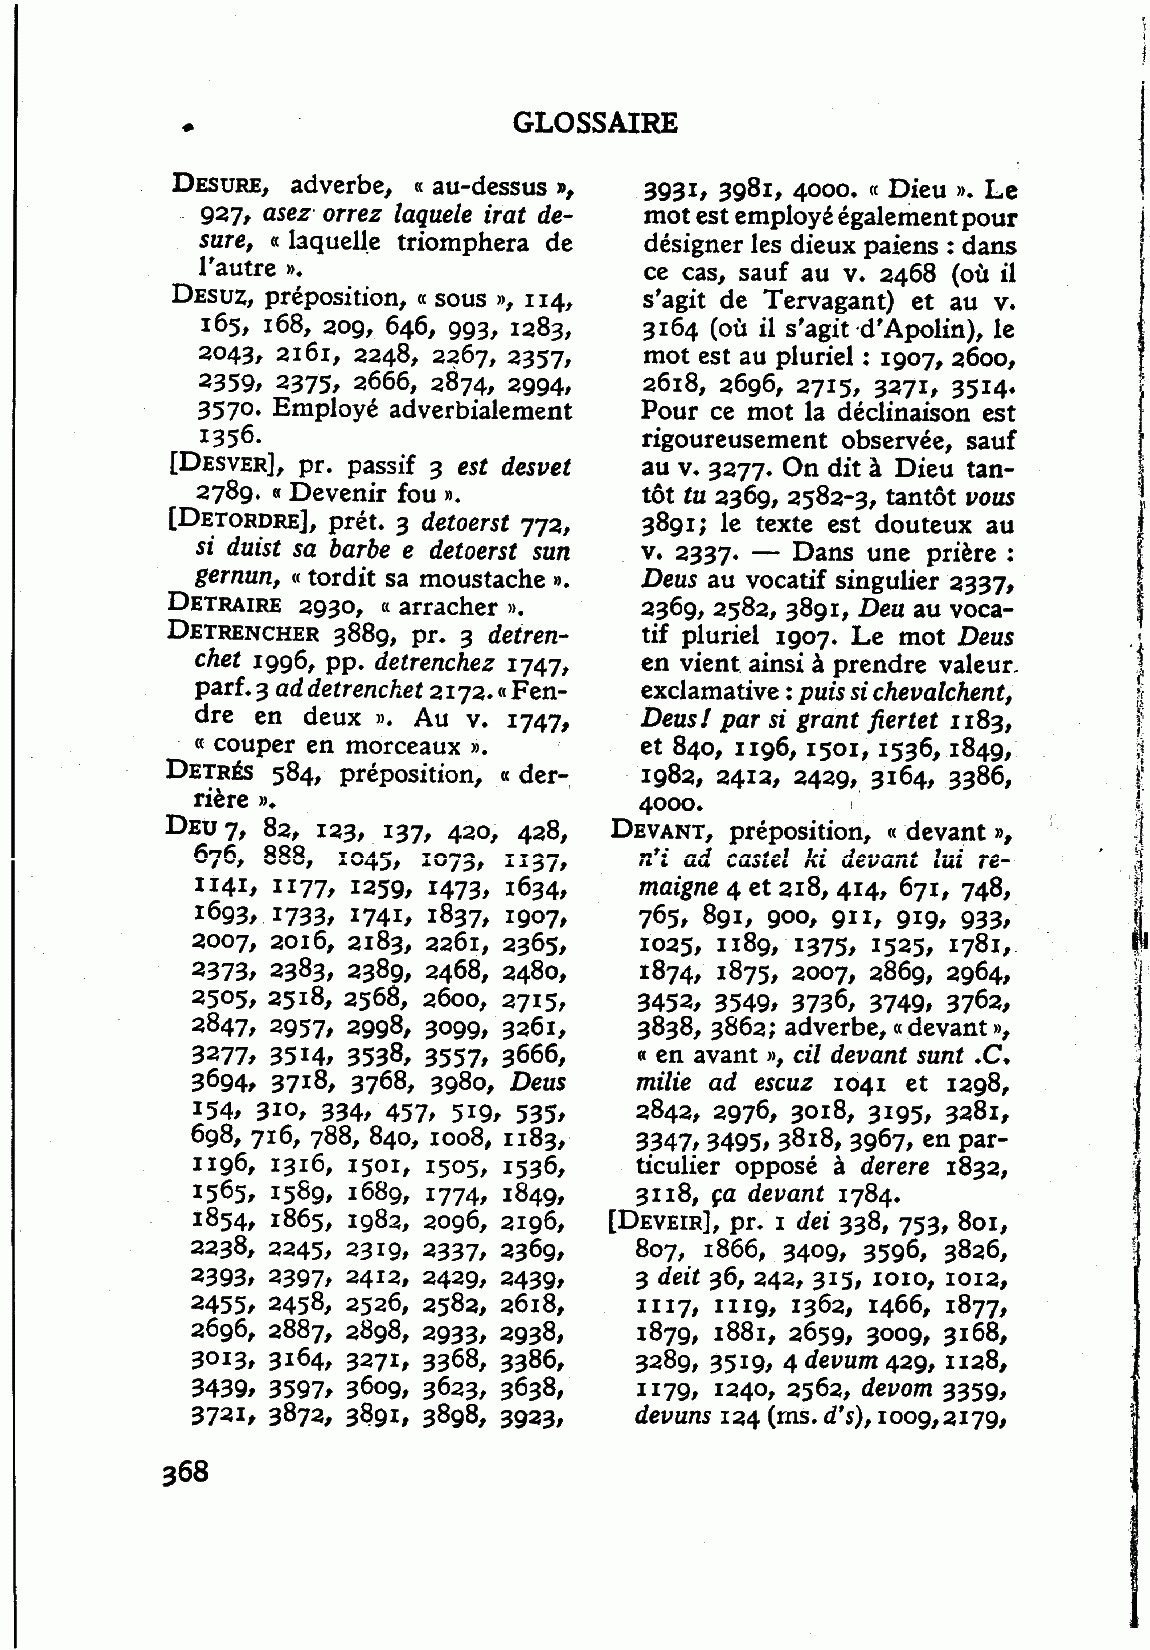 GLOSSAIRE
DESURE, adverbe, « au-dessus »,
927, asez orrez laquele irat de-
sure, « laquelle triomphera de
l'autre ».
DESUZ, préposition, « sous », 114,
165, 168, 209, 646, 993, 1283,
2043, 2161, 2248, 2267, 2357,
2359, 2375, 2666, 2874, 2994,
3570. Employé adverbialement
1356.
[DESVER], pr. passif 3 est desvet
2789. « Devenir fou ».
[DETORDRE], prét. 3 detoerst 772,
si duist sa barbe e detoerst sun
gernun, « tordit sa moustache ».
DETRAIRE 2930, « arracher ».
DETRENCHER 3889, pr. 3 detren-
chet 1996, pp. detrenchez 1747,
parf. 3 ad detrenchet 2172. « Fen-
dre en deux ». Au v. 1747,
« couper en morceaux ».
DETRÉS 584, préposition, « der-
rière ».
DEU 7, 82, 123, 137, 420, 428,
676, 888, 1045, 1073, 1137,
1141, 1177, 1259, 1473, 1634,
1693, 1733, 1741, 1837, 1907,
2007, 2016, 2183, 2261, 2365,
2373, 2383, 2389, 2468, 2480,
2505, 2518, 2568, 2600, 2715,
2847, 2957, 2998, 3099, 3261,
3277, 3514, 3538, 3557, 3666,
3694, 3718, 3768, 3980, Deus
154, 310, 334, 457, 519, 535,
698, 716, 788, 840, 1008, 1183,
1196, 1316, 1501, 1505, 1536,
1565, 1589, 1689, 1774, 1849,
1854, 1865, 1982, 2096, 2196,
2238, 2245, 2319, 2337, 2369,
2393, 2397, 2412, 2429, 2439,
2455, 2458, 2526, 2582, 2618,
2696, 2887, 2898, 2933, 2938,
3013, 3164, 3271, 3368, 3386,
3439, 3597, 3609, 3623, 3638,
3721, 3872, 3891, 3898, 3923,
3931, 3981, 4000. « Dieu ». Le
mot est employé également pour
désigner les dieux paiens : dans
ce cas, sauf au v. 2468 (où il
s'agit de Tervagant) et au v.
3164 (où il s'agit d'Apolin), le
mot est au pluriel : 1907, 2600,
2618, 2696, 2715, 3271, 3514.
Pour ce mot la déclinaison est
rigoureusement observée, sauf
au v. 3277. On dit à Dieu tan-
tôt tu 2369, 2582-3, tantôt vous
3891; le texte est douteux au
v. 2337. — Dans une prière :
Deus au vocatif singulier 2337,
2369, 2582, 3891, Deu au voca-
tif pluriel 1907. Le mot Deus
en vient ainsi à prendre valeur
exclamative : puis si chevalchent,
Deus! par si grant fiertet 1183,
et 840, 1196, 1501, 1536, 1849,
1982, 2412, 2429, 3164, 3386,
4000.
DEVANT, préposition, « devant »,
n'i ad castel ki devant lui re-
maigne 4 et 218, 414, 671, 748,
765, 891, 900, 911, 919, 933,
1025, 1189, 1375, 1525, 1781,
1874, 1875, 2007, 2869, 2964,
3452, 3549, 3736, 3749, 3762,
3838, 3862; adverbe, « devant »,
« en avant », cil devant sunt .C.
milie ad escuz 1041 et 1298,
2842, 2976, 3018, 3195, 3281,
3347, 3495, 3818, 3967, en par-
ticulier opposé à derere 1832,
3118, ça devant 1784.
[DEVEIR], pr. 1 dei 338, 753, 801,
807, 1866, 3409, 3596, 3826,
3 deit 36, 242, 315, 1010, 1012,
1117, 1119, 1362, 1466, 1877,
1879, 1881, 2659, 3009, 3168,
3289, 3519, 4 devum 429, 1128,
1179, 1240, 2562, devom 3359,
devuns 124 (ms. d's), 1009, 2179,
368